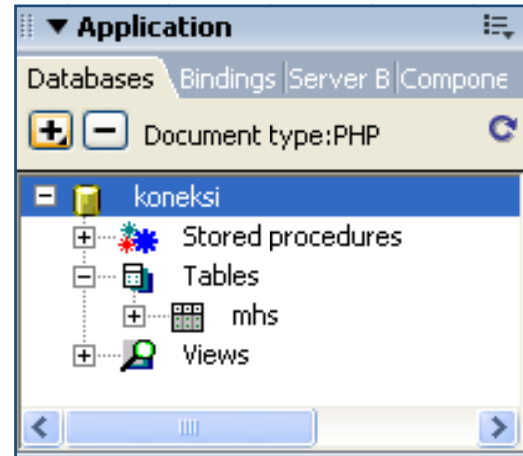 Application
Databases Bindings Server B Compone
Document type:PHP
koneksi
Stored procedures
Tables
mhs
Views